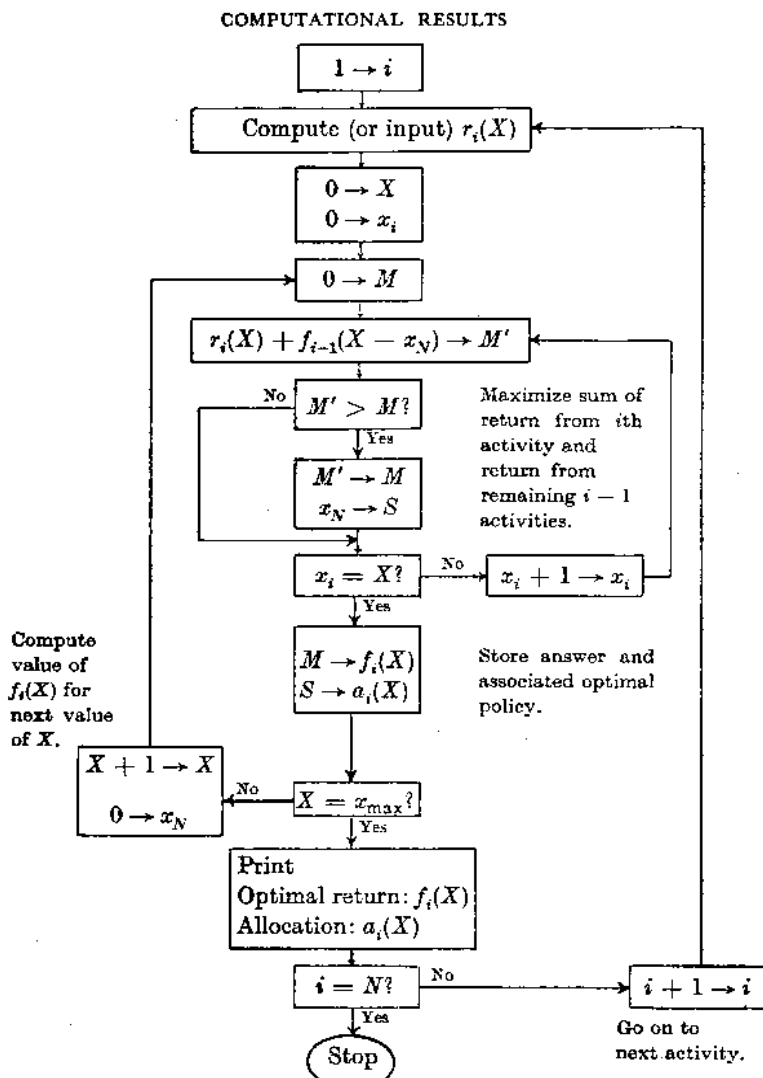 COMPUTATIONAL RESULTS
1 → i
Compute (or input) r_i(X)
0 → X
0 → x_i
0 → M
r_i(X) + f_{i−1}(X − x_N) → M′
No
M′ > M?
Yes
M′ → M
x_N → S
Maximize sum of
return from ith
activity and
return from
remaining i − 1
activities.
x_i = X?
No
x_i + 1 → x_i
Yes
M → f_i(X)
S → a_i(X)
Store answer and
associated optimal
policy.
Compute
value of
f_i(X) for
next value
of X.
X + 1 → X
0 → x_N
No
X = x_max?
Yes
Print
Optimal return: f_i(X)
Allocation: a_i(X)
i = N?
No
i + 1 → i
Yes
Go on to
next activity.
Stop